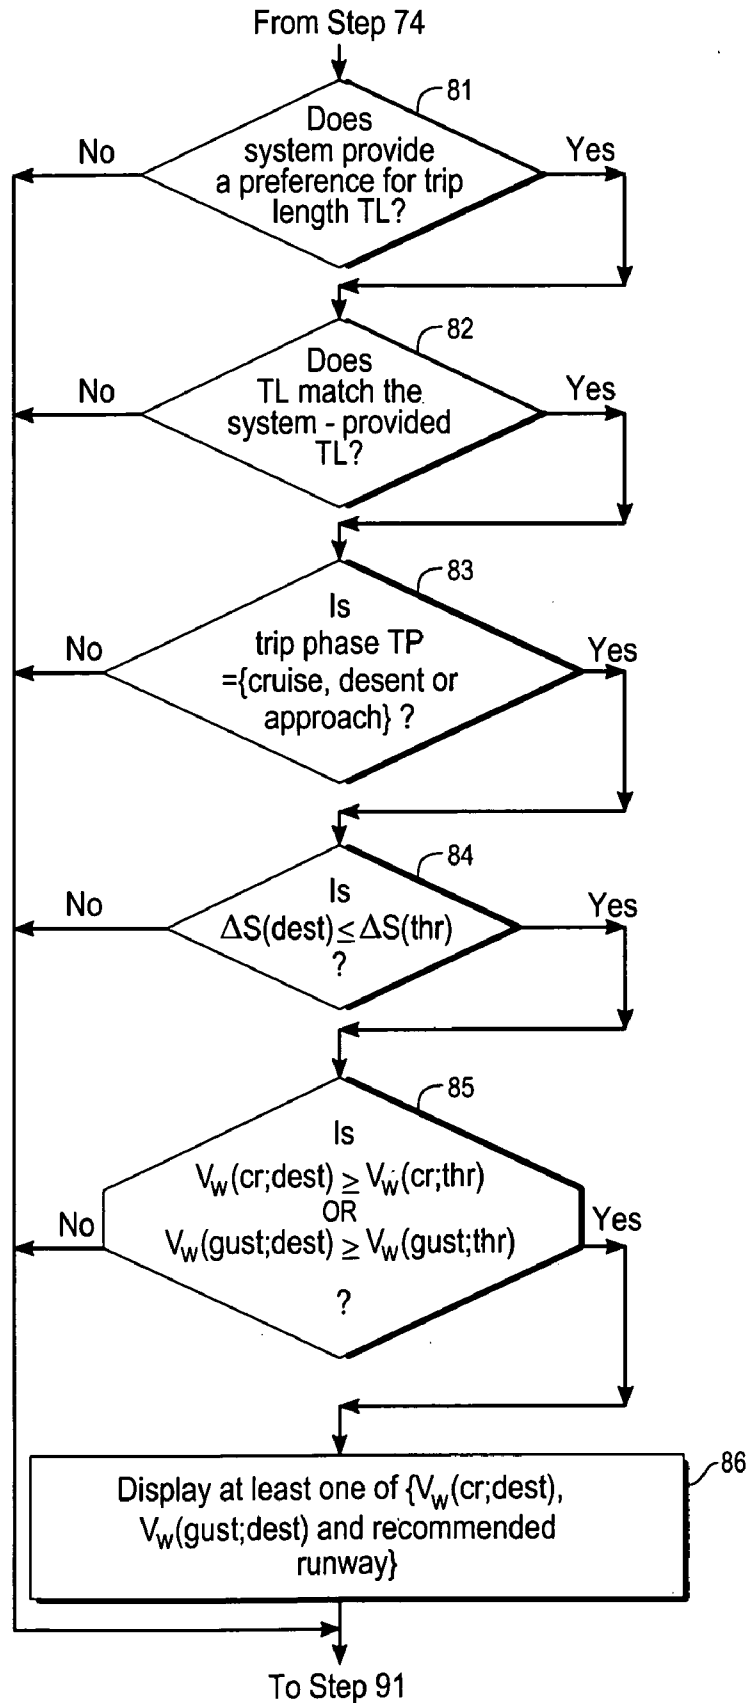 From Step 74
81
Does
system provide
a preference for trip
length TL?
No
Yes
82
Does
TL match the
system - provided
TL?
No
Yes
83
Is
trip phase TP
={cruise, desent or
approach} ?
No
Yes
84
Is
ΔS(dest)≤ΔS(thr)
?
No
Yes
85
Is
Vw(cr;dest) ≥ Vw(cr;thr)
OR
Vw(gust;dest) ≥ Vw(gust;thr)
?
No
Yes
86
Display at least one of {Vw(cr;dest),
Vw(gust;dest) and recommended
runway}
To Step 91